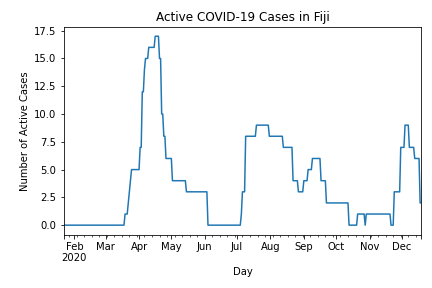 Active COVID-19 Cases in Fiji
17.5
15.0
12.5
10.0
7.5
5.0
2.5
0.0
Number of Active Cases
Feb Mar Apr May Jun Jul Aug Sep Oct Nov Dec
2020
Day